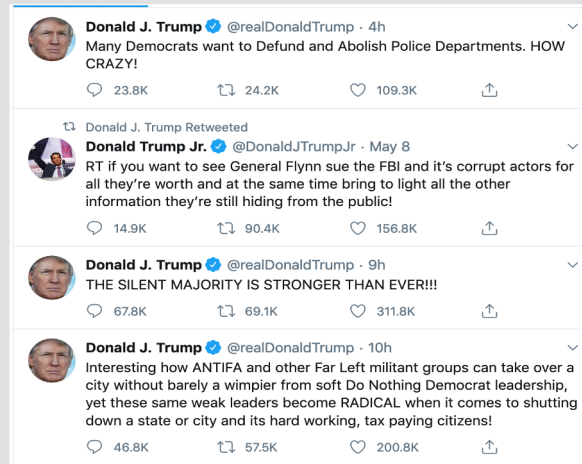 Donald J. Trump @realDonaldTrump · 4h
Many Democrats want to Defund and Abolish Police Departments. HOW
CRAZY!
23.8K 24.2K 109.3K
Donald J. Trump Retweeted
Donald Trump Jr. @DonaldJTrumpJr · May 8
RT if you want to see General Flynn sue the FBI and it's corrupt actors for
all they're worth and at the same time bring to light all the other
information they're still hiding from the public!
14.9K 90.4K 156.8K
Donald J. Trump @realDonaldTrump · 9h
THE SILENT MAJORITY IS STRONGER THAN EVER!!!
67.8K 69.1K 311.8K
Donald J. Trump @realDonaldTrump · 10h
Interesting how ANTIFA and other Far Left militant groups can take over a
city without barely a wimpier from soft Do Nothing Democrat leadership,
yet these same weak leaders become RADICAL when it comes to shutting
down a state or city and its hard working, tax paying citizens!
46.8K 57.5K 200.8K